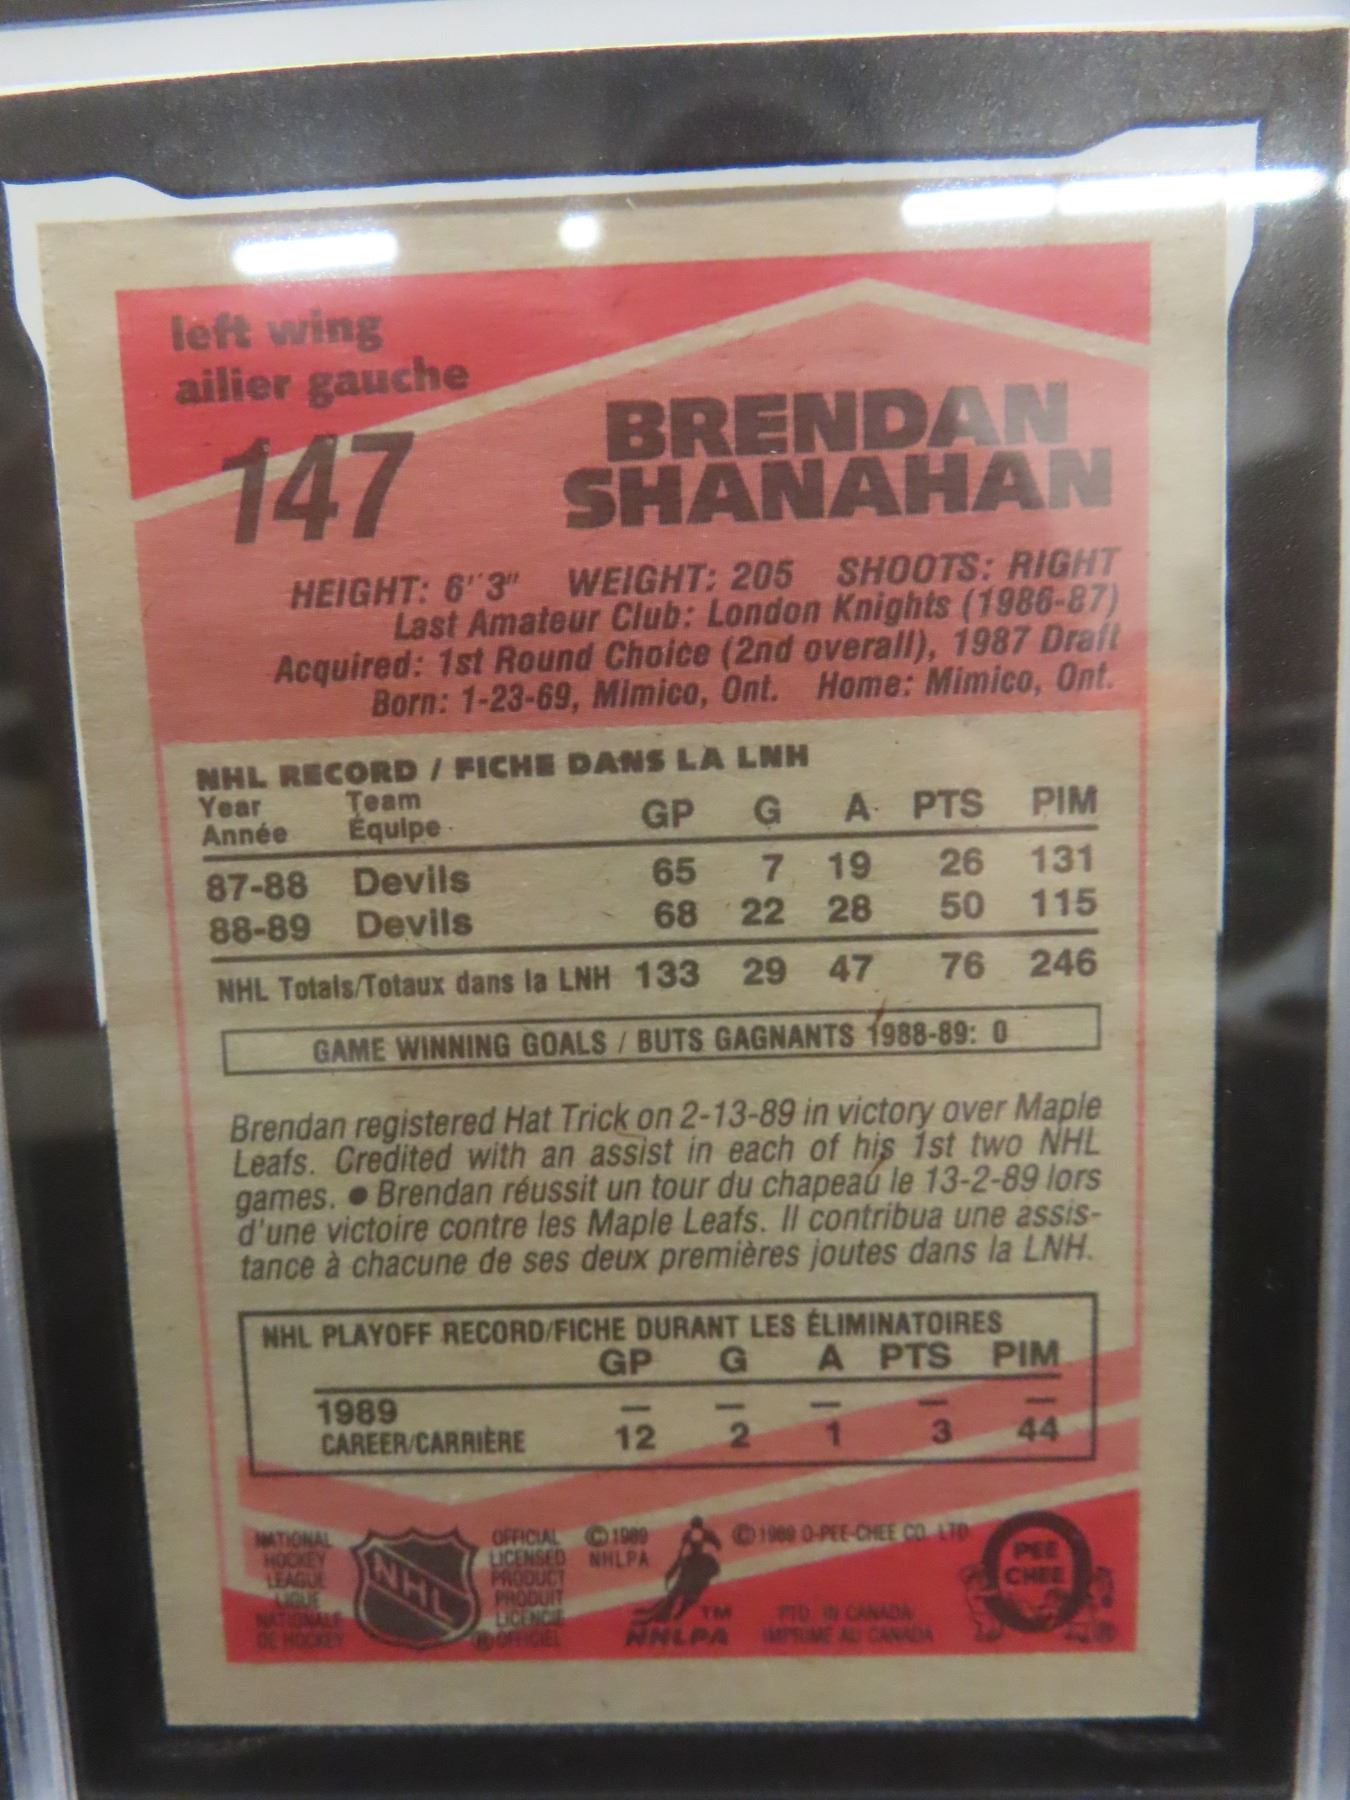 left wing
ailier gauche
147
BRENDAN
SHANAHAN
HEIGHT: 6' 3" WEIGHT: 205 SHOOTS: RIGHT
Last Amateur Club: London Knights (1986-87)
Acquired: 1st Round Choice (2nd overall), 1987 Draft
Born: 1-23-69, Mimico, Ont. Home: Mimico, Ont.
NHL RECORD / FICHE DANS LA LNH
Year Team
Année Équipe GP G A PTS PIM
87-88 Devils 65 7 19 26 131
88-89 Devils 68 22 28 50 115
NHL Totals/Totaux dans la LNH 133 29 47 76 246
GAME WINNING GOALS / BUTS GAGNANTS 1988-89: 0
Brendan registered Hat Trick on 2-13-89 in victory over Maple
Leafs. Credited with an assist in each of his 1st two NHL
games. ● Brendan réussit un tour du chapeau le 13-2-89 lors
d'une victoire contre les Maple Leafs. Il contribua une assis-
tance à chacune de ses deux premières joutes dans la LNH.
NHL PLAYOFF RECORD/FICHE DURANT LES ÉLIMINATOIRES
GP G A PTS PIM
1989 — — — — —
CAREER/CARRIÈRE 12 2 1 3 44
NATIONAL
HOCKEY
LEAGUE
LIGUE
NATIONALE
DE HOCKEY
NHL
OFFICIAL
LICENSED
PRODUCT
PRODUIT
LICENCIÉ
OFFICIEL
© 1989
NHLPA
TM
NHLPA
© 1989 O-PEE-CHEE CO. LTD.
PTD. IN CANADA
IMPRIMÉ AU CANADA
O
PEE
CHEE